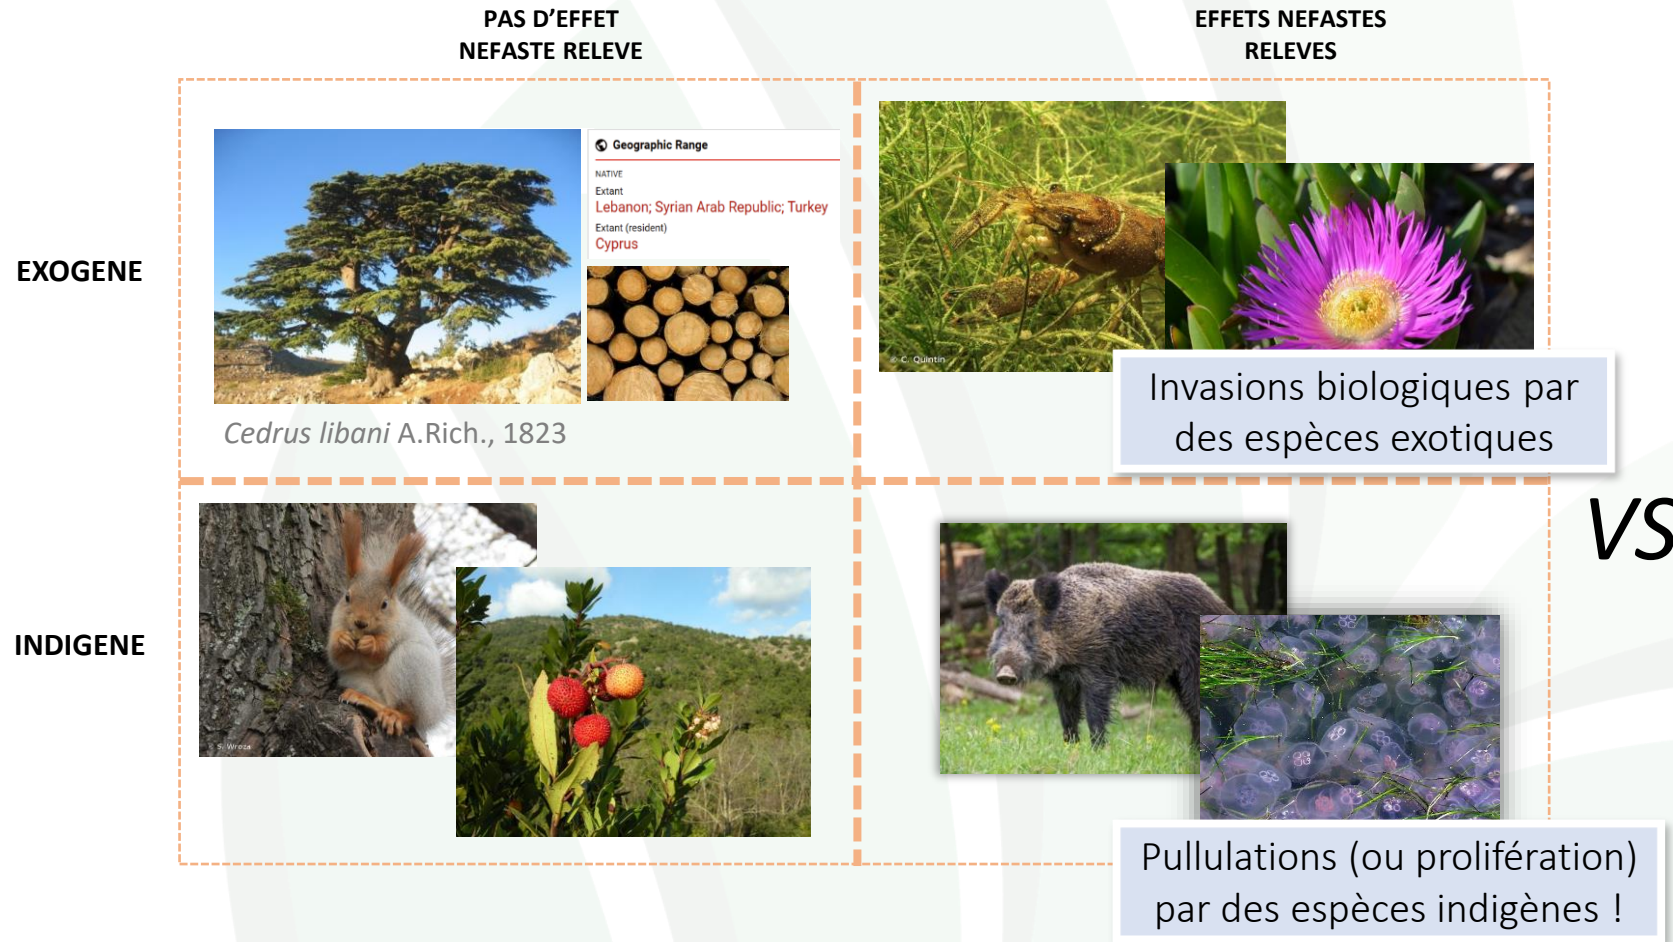 PAS D’EFFET
NEFASTE RELEVE
EFFETS NEFASTES
RELEVES
EXOGENE
Geographic Range
NATIVE
Extant
Lebanon; Syrian Arab Republic; Turkey
Extant (resident)
Cyprus
Cedrus libani A.Rich., 1823
© C. Quintin
Invasions biologiques par
des espèces exotiques
VS
INDIGENE
S. Wroza
Pullulations (ou prolifération)
par des espèces indigènes !